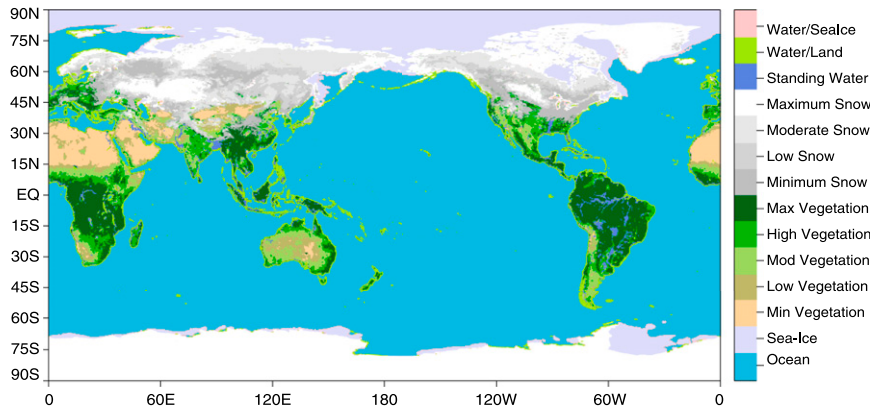 90N
75N
60N
45N
30N
15N
EQ
15S
30S
45S
60S
75S
90S
0
60E
120E
180
120W
60W
0
Water/SeaIce
Water/Land
Standing Water
Maximum Snow
Moderate Snow
Low Snow
Minimum Snow
Max Vegetation
High Vegetation
Mod Vegetation
Low Vegetation
Min Vegetation
Sea-Ice
Ocean